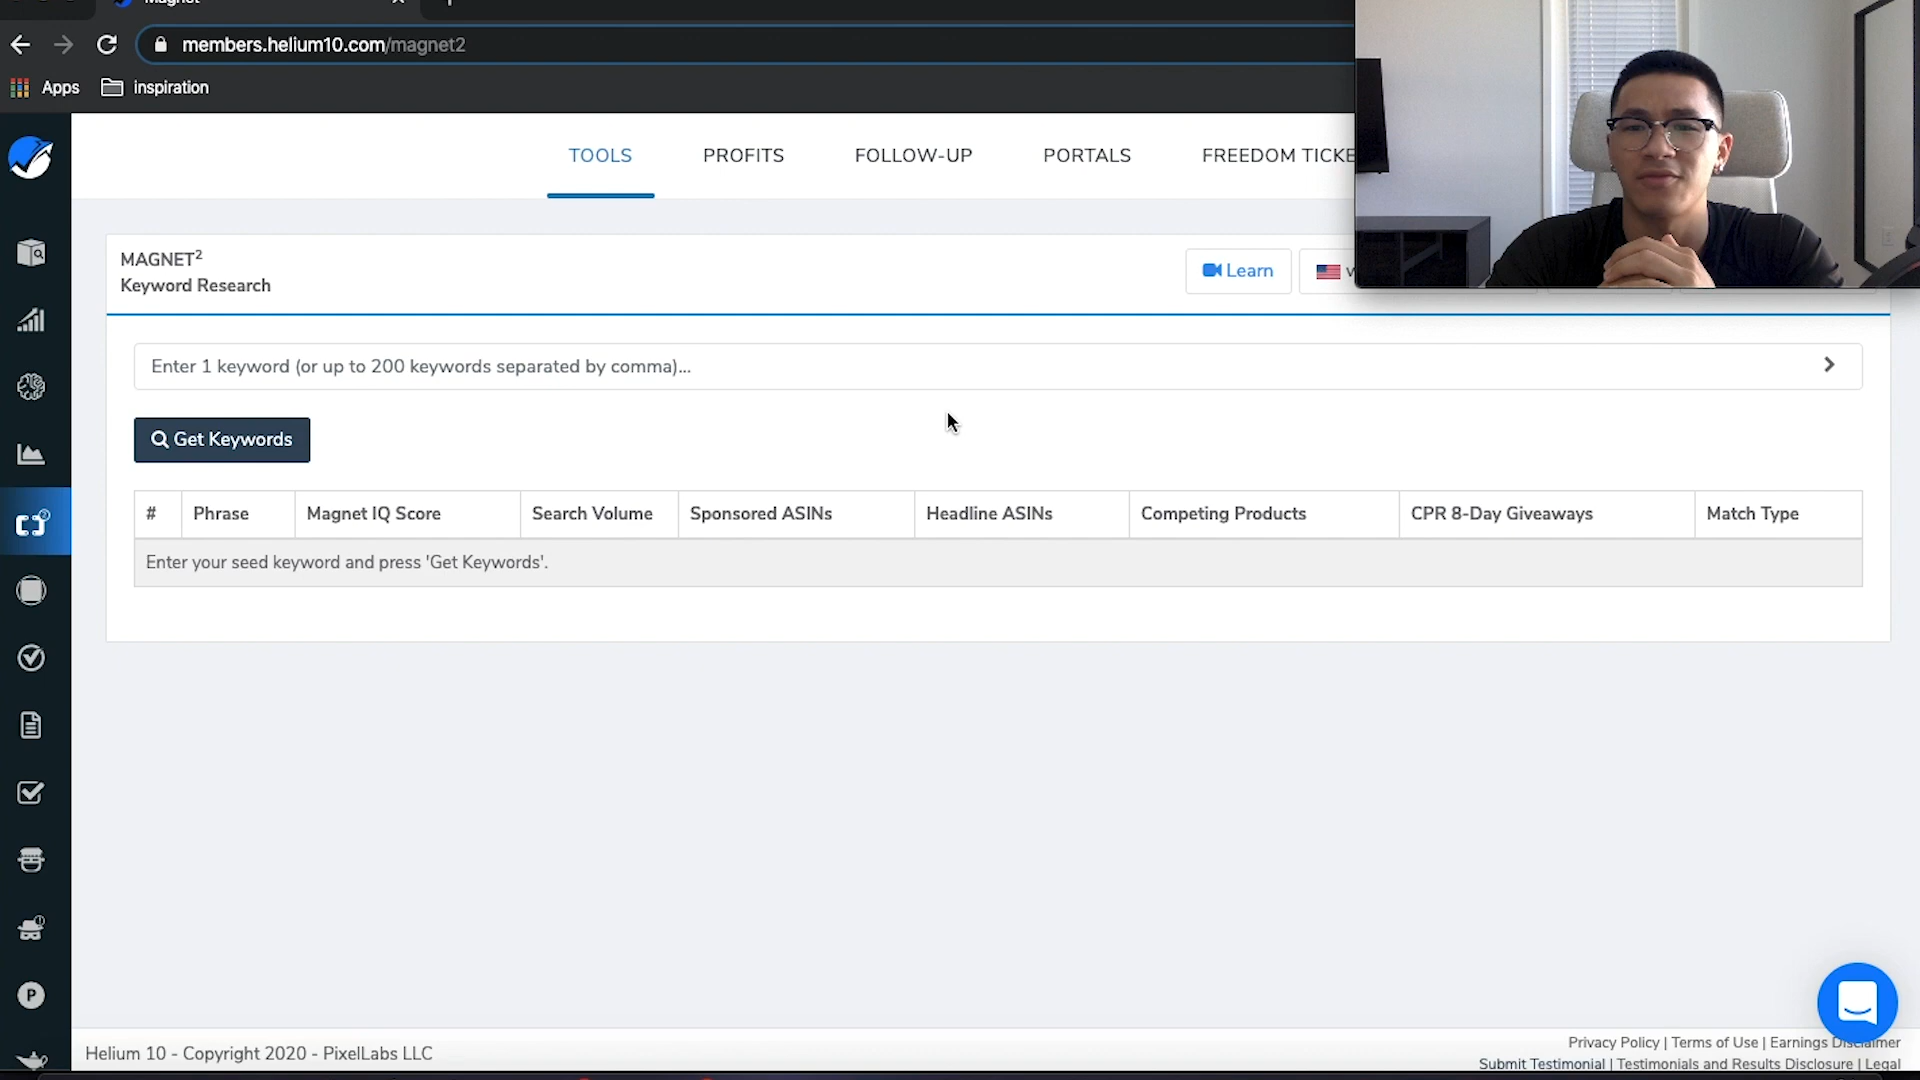 Magnet
members.helium10.com/magnet2
Apps
inspiration
TOOLS
PROFITS
FOLLOW-UP
PORTALS
FREEDOM TICKE
MAGNET²
Keyword Research
Learn
Enter 1 keyword (or up to 200 keywords separated by comma)...
Get Keywords
# Phrase Magnet IQ Score Search Volume Sponsored ASINs Headline ASINs Competing Products CPR 8-Day Giveaways Match Type
Enter your seed keyword and press 'Get Keywords'.
P
Helium 10 - Copyright 2020 - PixelLabs LLC
Privacy Policy | Terms of Use | Earnings Disclaimer
Submit Testimonial | Testimonials and Results Disclosure | Legal